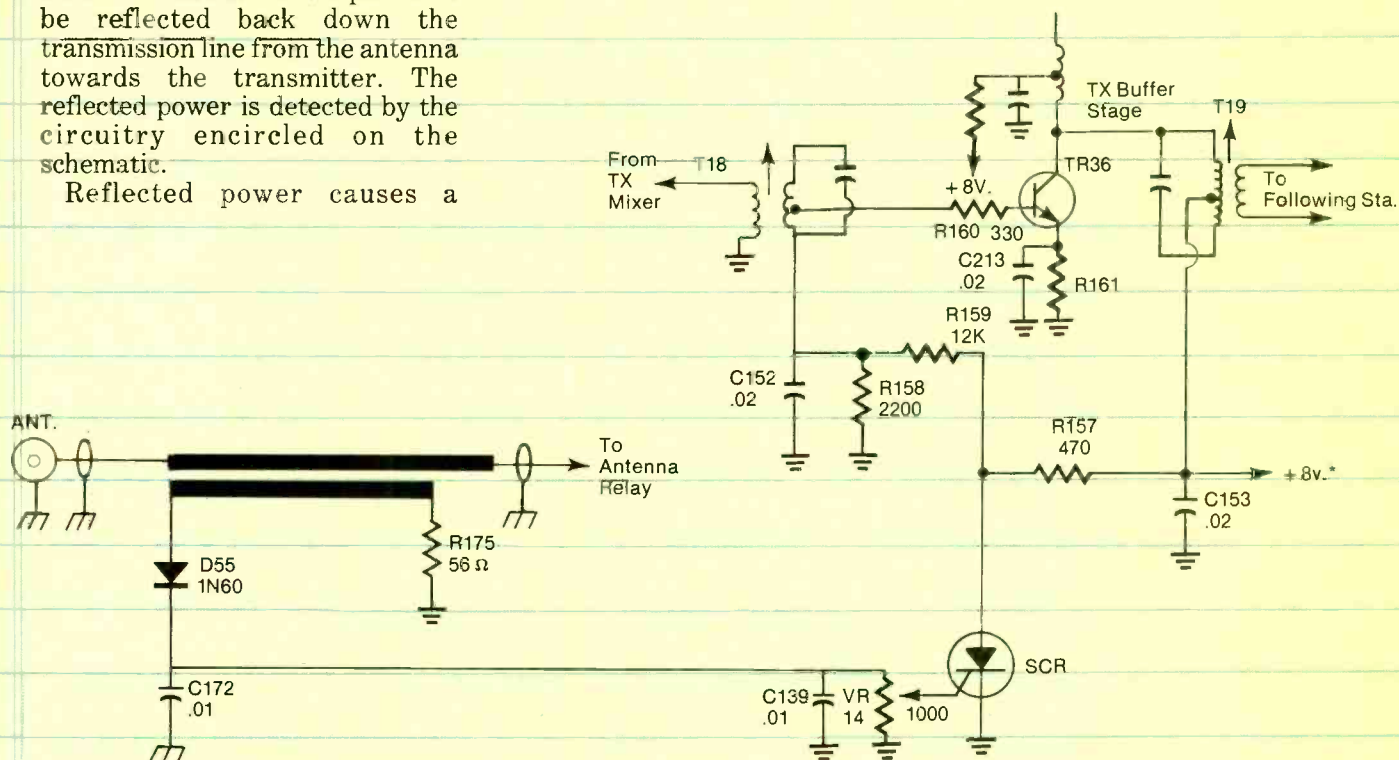 be reflected back down the
transmission line from the antenna
towards the transmitter. The
reflected power is detected by the
circuitry encircled on the
schematic.
Reflected power causes a
TX Buffer
Stage
T19
From
TX
Mixer
T18
TR36
+ 8V.
To
Following Sta.
R160 330
C213
.02
R161
R159
12K
C152
.02
R158
2200
R157
470
ANT.
To
Antenna
Relay
+ 8v.*
C153
.02
R175
56 Ω
D55
1N60
SCR
C172
.01
C139
.01
VR
14
1000